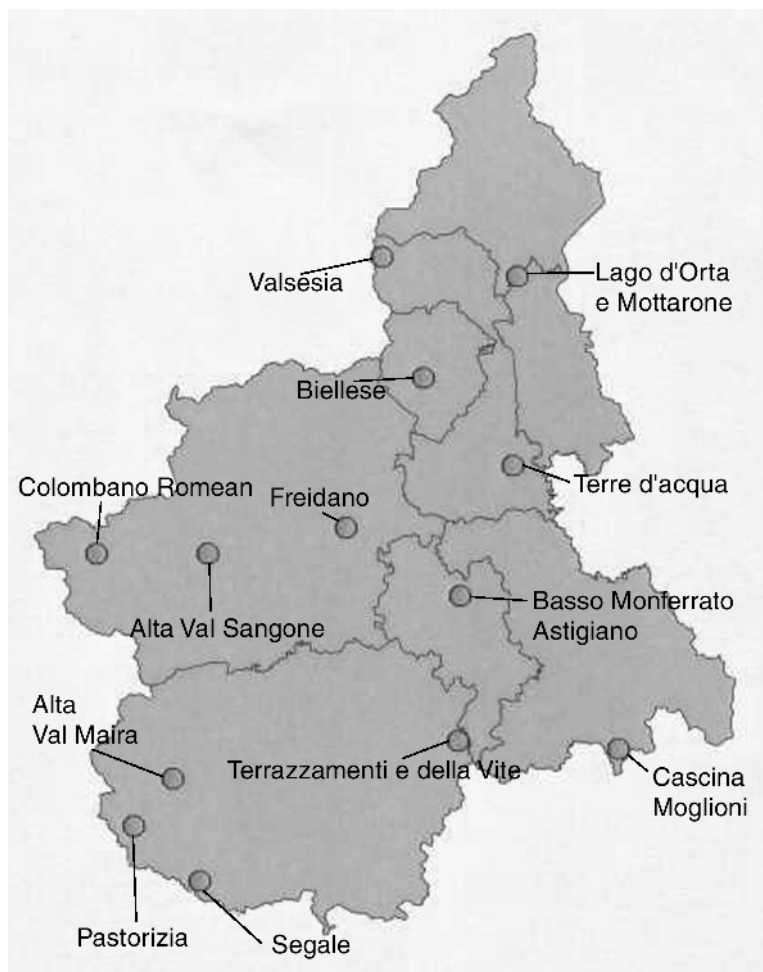 Valsesia
Lago d'Orta
e Mottarone
Biellese
Colombano Romean
Freidano
Terre d'acqua
Alta Val Sangone
Basso Monferrato
Astigiano
Alta
Val Maira
Terrazzamenti e della Vite
Cascina
Moglioni
Pastorizia
Segale